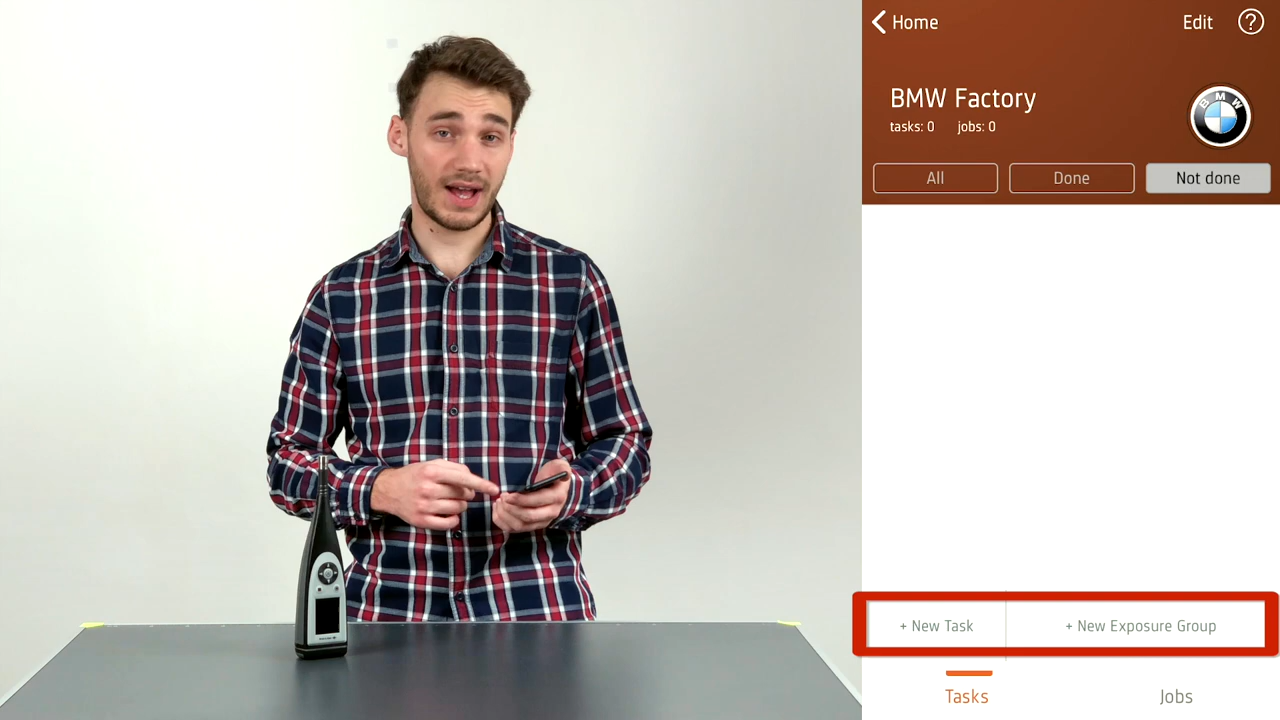 Home
Edit
?
BMW Factory
tasks: 0 jobs: 0
BMW
All
Done
Not done
+ New Task
+ New Exposure Group
Tasks
Jobs